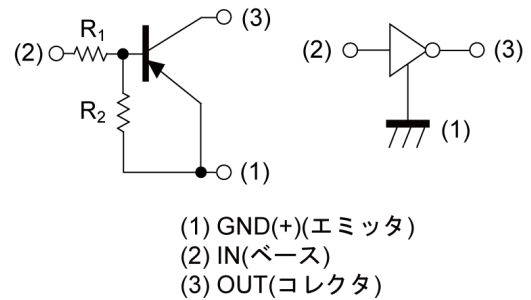 (3)
R1
(2)
R2
(1)
(2)
(3)
(1)
(1) GND(+)(エミッタ)
(2) IN(ベース)
(3) OUT(コレクタ)